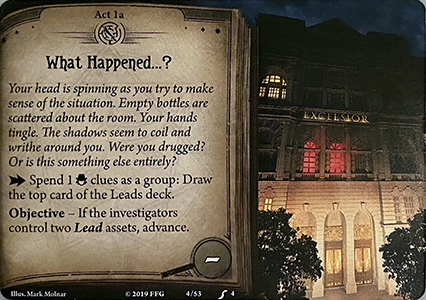 Act 1a
What Happened...?
Your head is spinning as you try to make
sense of the situation. Empty bottles are
scattered about the room. Your hands
tingle. The shadows seem to coil and
writhe around you. Were you drugged?
Or is this something else entirely?
Spend 1 clues as a group: Draw
the top card of the Leads deck.
Objective – If the investigators
control two Lead assets, advance.
–
EXCELSIOR
Illus. Mark Molnar © 2019 FFG 4/53 4